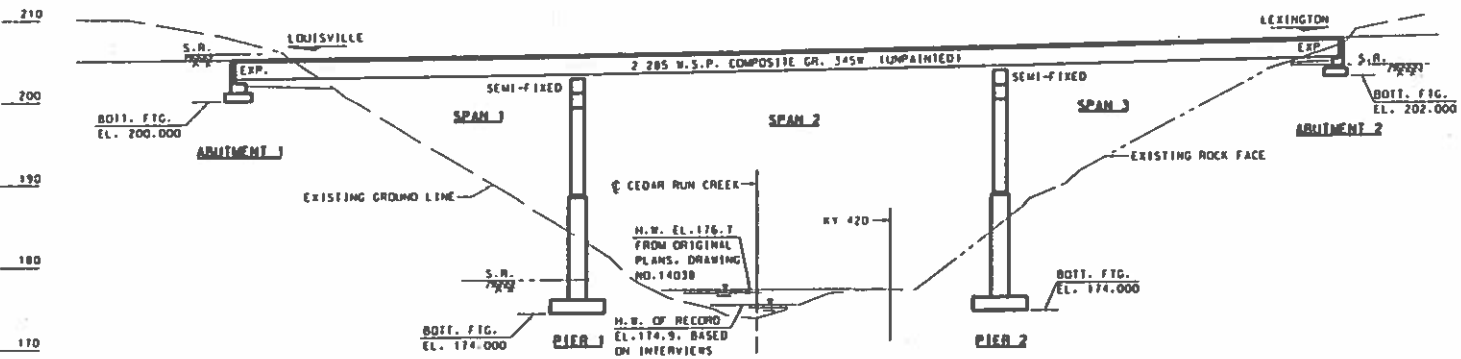 210
LEXINGTON
LOUISVILLE
S.R.
EXP.
2 285 W.S.P. COMPOSITE GR. 345W (UNPAINTED)
EXP
S.R.
SEMI-FIXED
SEMI-FIXED
200
BOTT. FTG.
EL. 200.000
SPAN 1
SPAN 2
SPAN 3
BOTT. FTG.
EL. 202.000
ABUTMENT 1
ABUTMENT 2
EXISTING ROCK FACE
190
EXISTING GROUND LINE
℄ CEDAR RUN CREEK
KY 420
H.W. EL.176.7
FROM ORIGINAL
PLANS. DRAWING
NO.14038
180
S.R.
BOTT. FTG.
EL. 174.000
BOTT. FTG.
EL. 174.000
PIER 1
H.W. OF RECORD
EL.174.9. BASED
ON INTERVIEWS
PIER 2
170